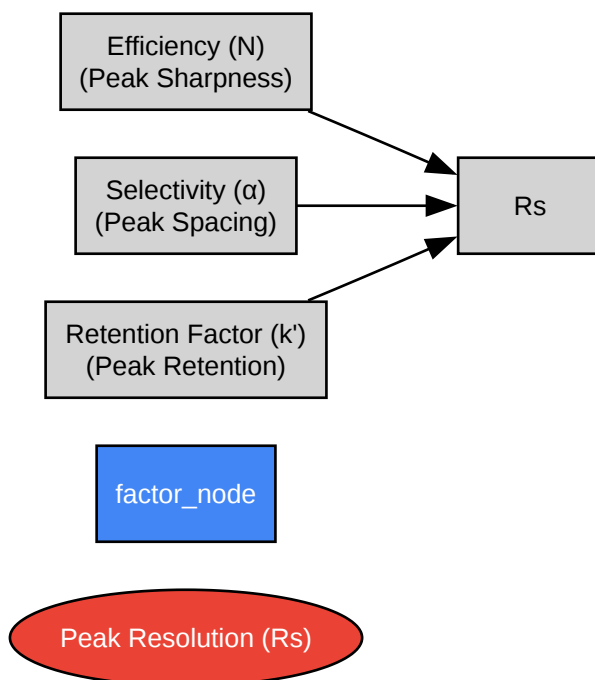 Efficiency (N)
(Peak Sharpness)
Selectivity (α)
(Peak Spacing)
Rs
Retention Factor (k')
(Peak Retention)
factor_node
Peak Resolution (Rs)